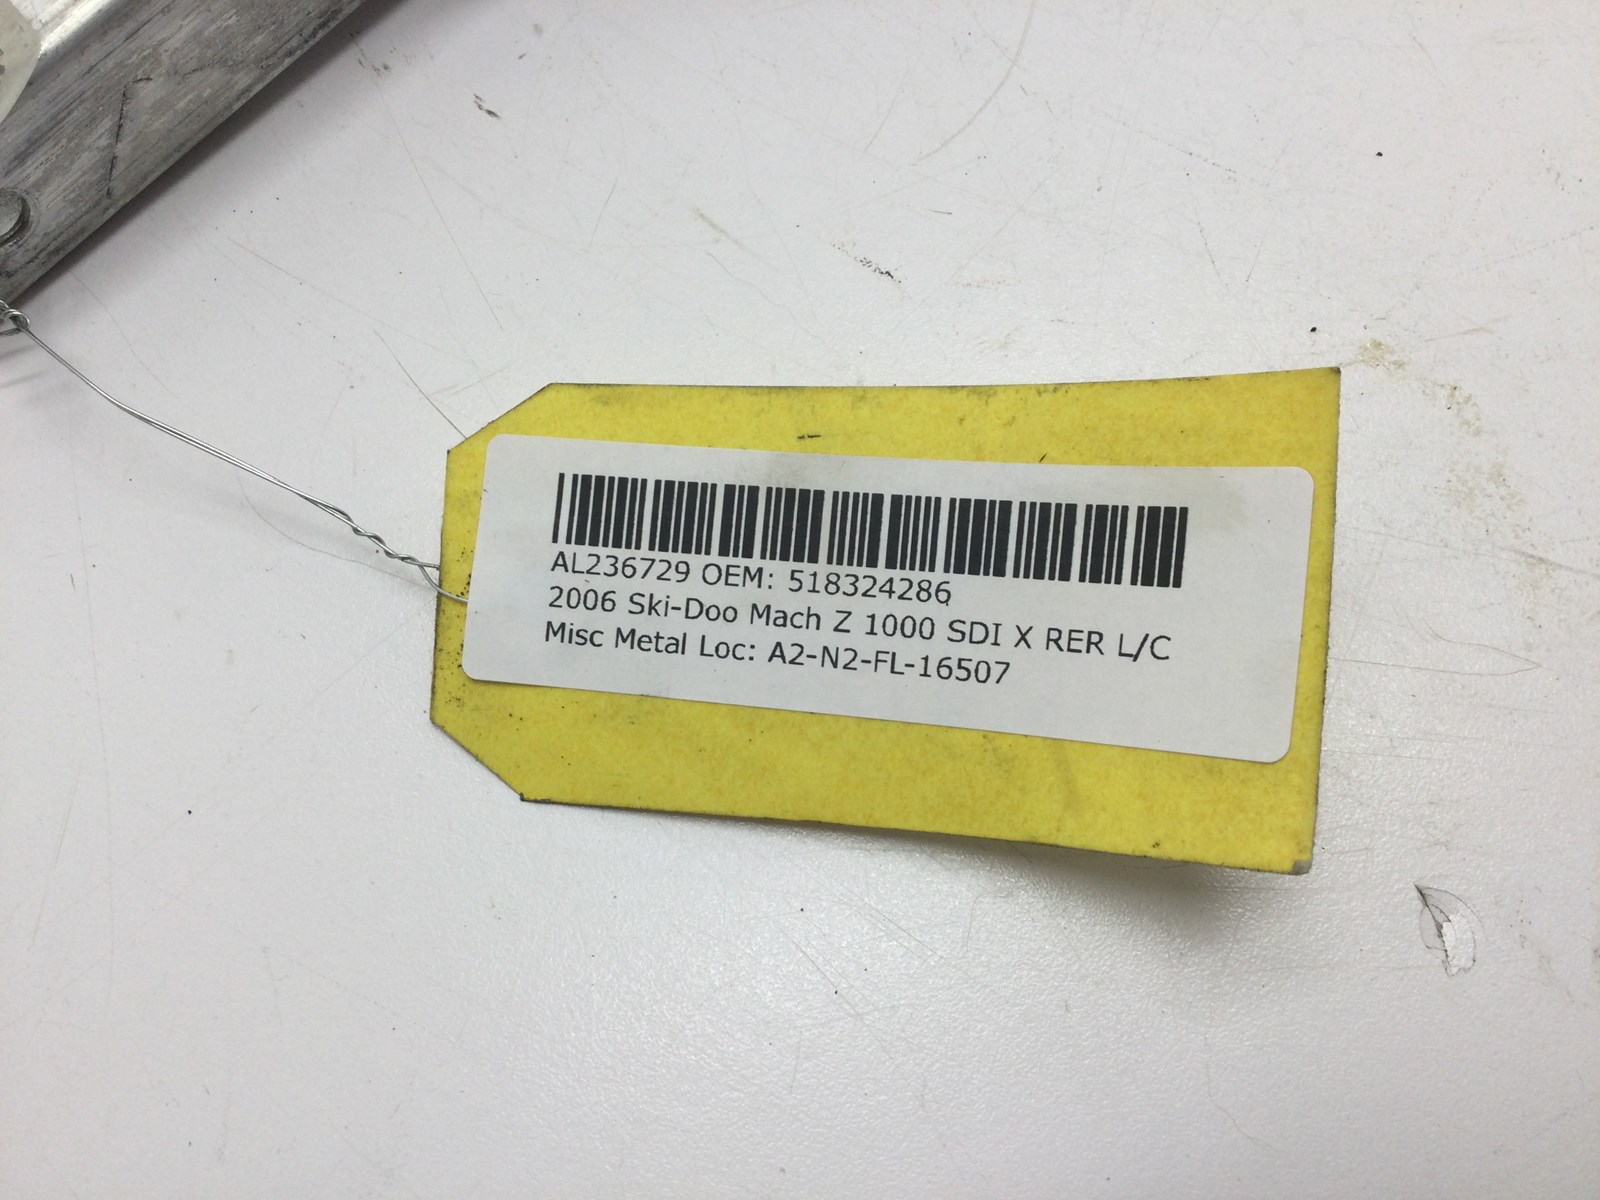 AL236729 OEM: 518324286
2006 Ski-Doo Mach Z 1000 SDI X RER L/C
Misc Metal Loc: A2-N2-FL-16507